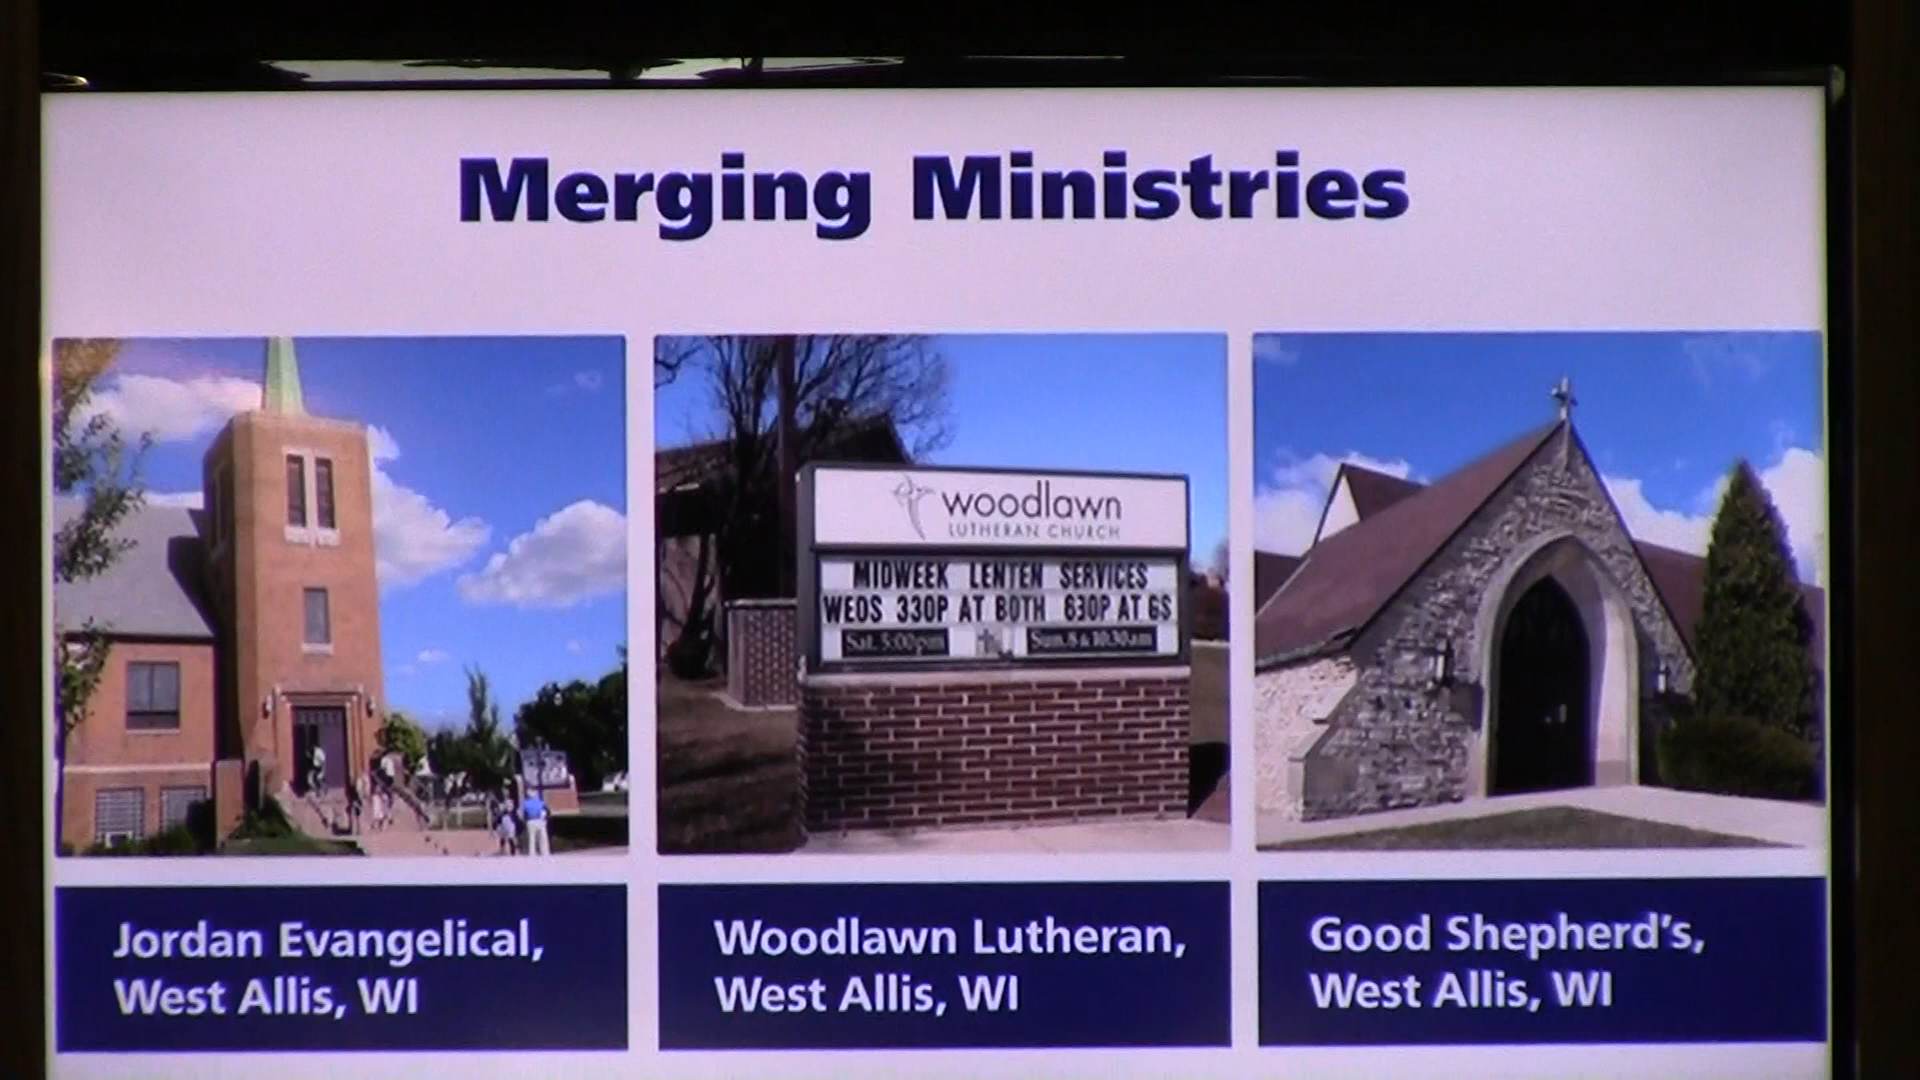 Merging Ministries
woodlawn
LUTHERAN CHURCH
MIDWEEK LENTEN SERVICES
WEDS 330P AT BOTH 630P AT GS
Sat. 5:00pm
Sun. 8 & 10:30am
Jordan Evangelical,
West Allis, WI
Woodlawn Lutheran,
West Allis, WI
Good Shepherd's,
West Allis, WI